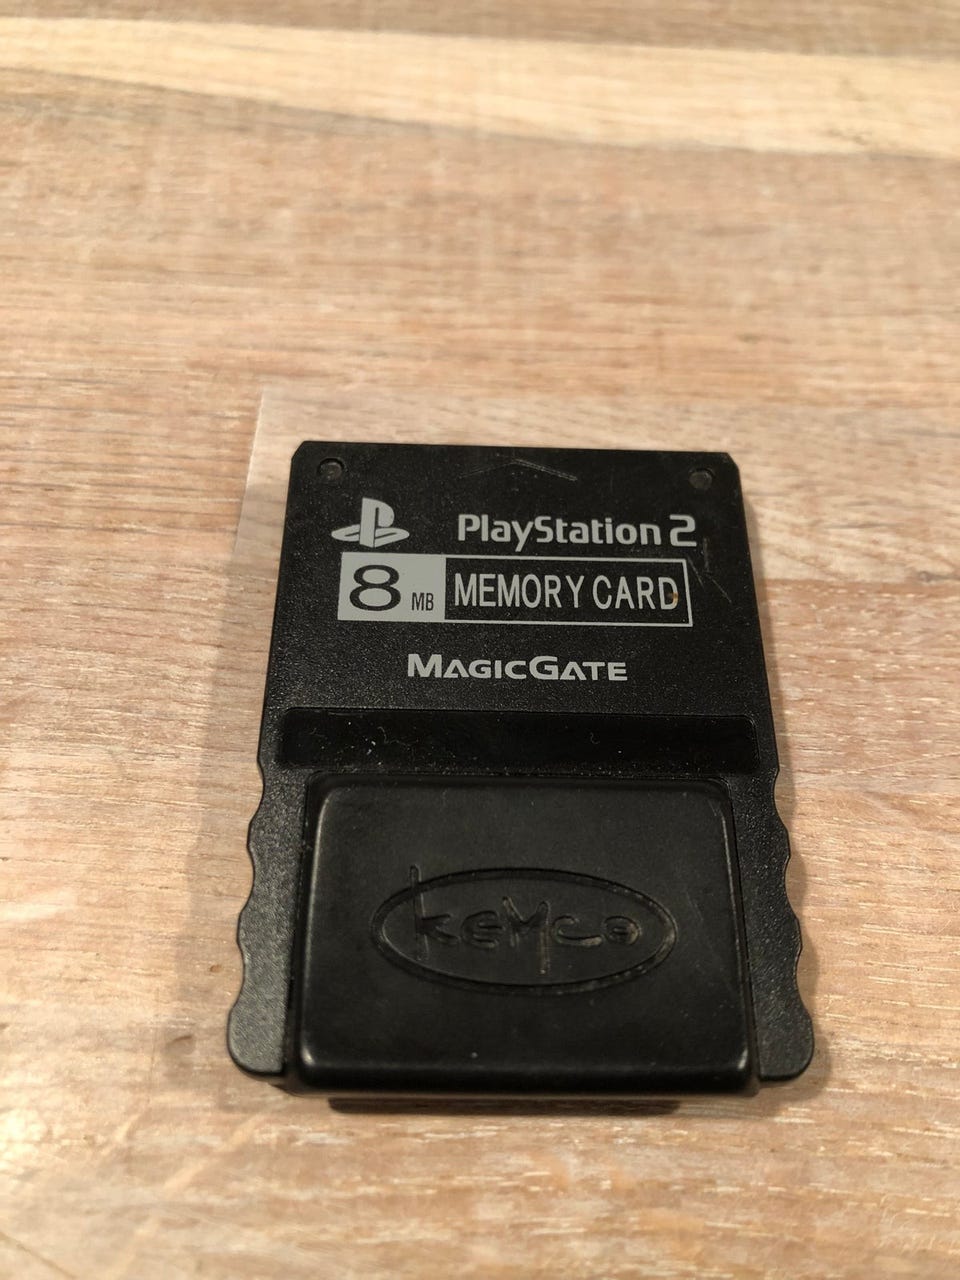 PlayStation 2
8 MB MEMORY CARD
MAGICGATE
KeMco